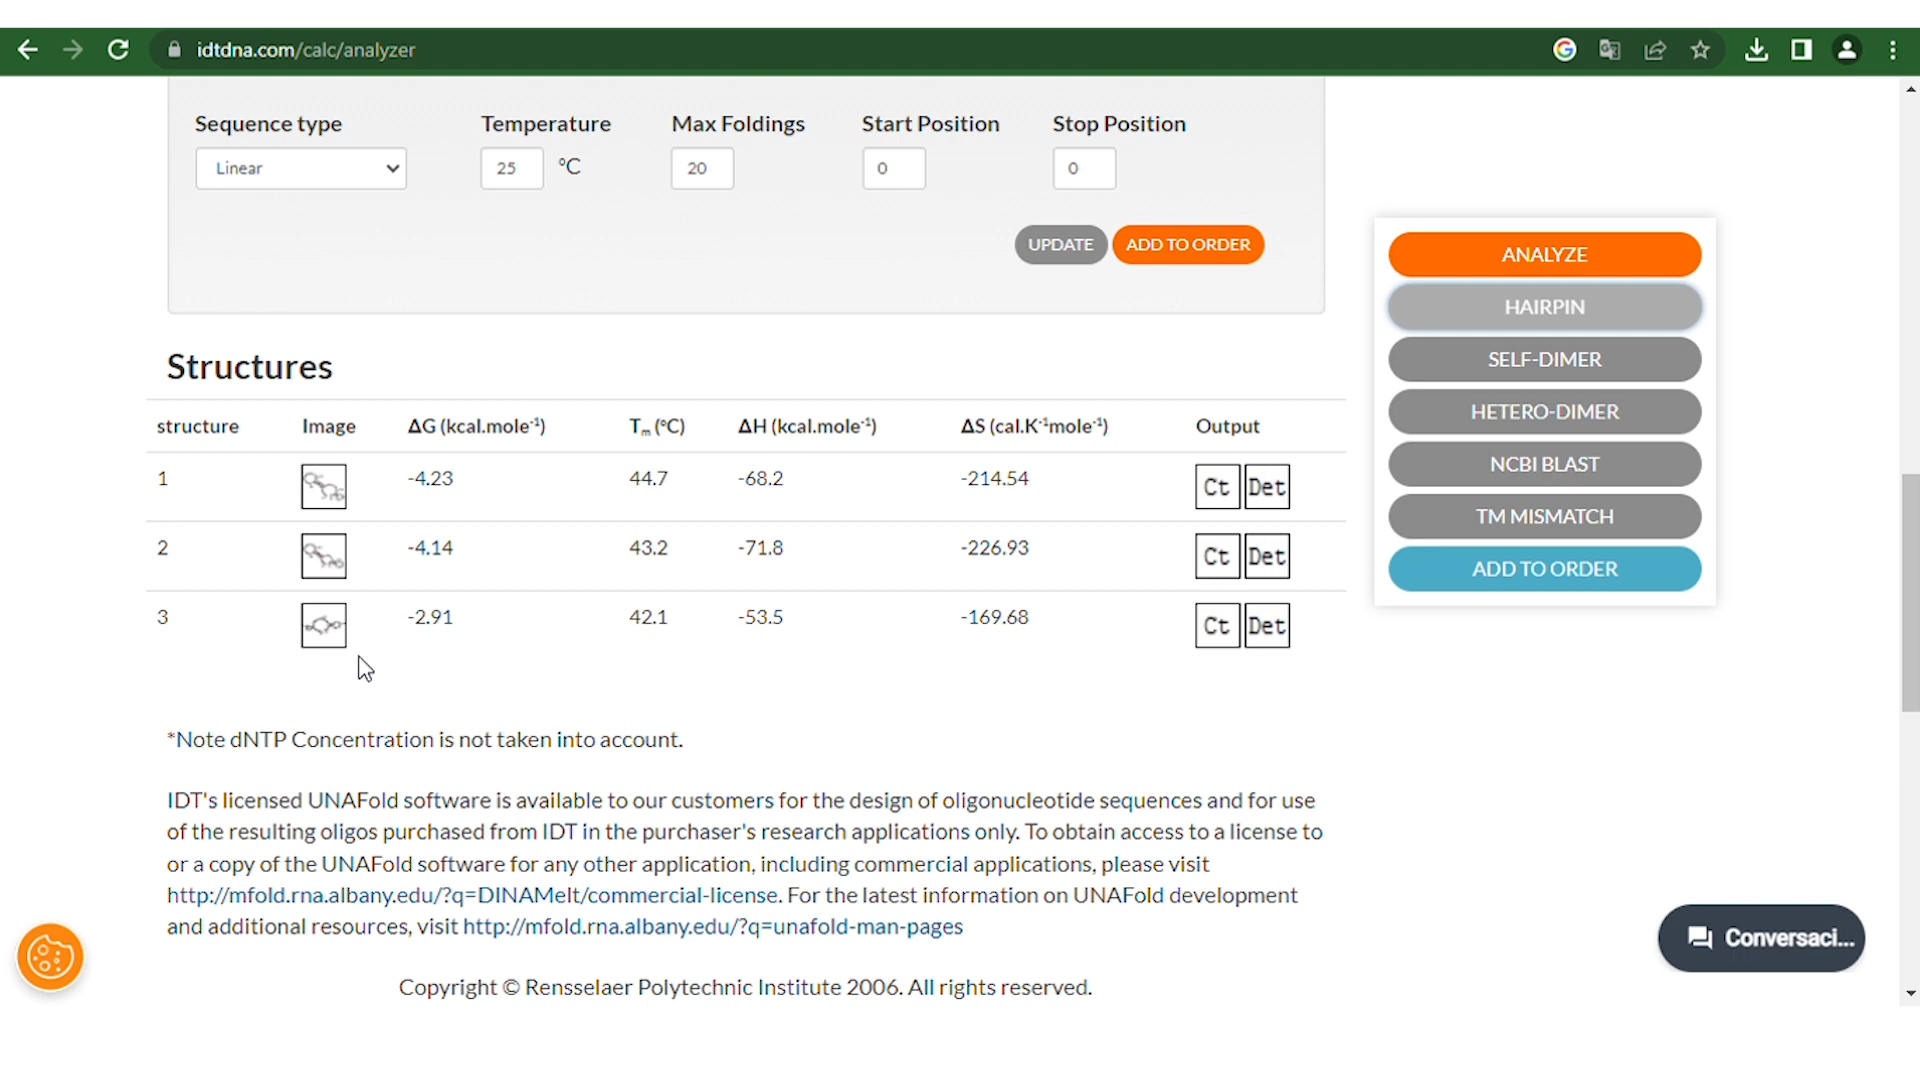 idtdna.com/calc/analyzer
Sequence type Temperature Max Foldings Start Position Stop Position
Linear 25 °C 20 0 0
UPDATE ADD TO ORDER
ANALYZE
HAIRPIN
SELF-DIMER
HETERO-DIMER
NCBI BLAST
TM MISMATCH
ADD TO ORDER
Structures
structure Image ΔG (kcal.mole⁻¹) Tₘ (°C) ΔH (kcal.mole⁻¹) ΔS (cal.K⁻¹mole⁻¹) Output
1 -4.23 44.7 -68.2 -214.54 Ct Det
2 -4.14 43.2 -71.8 -226.93 Ct Det
3 -2.91 42.1 -53.5 -169.68 Ct Det
*Note dNTP Concentration is not taken into account.
IDT's licensed UNAFold software is available to our customers for the design of oligonucleotide sequences and for use
of the resulting oligos purchased from IDT in the purchaser's research applications only. To obtain access to a license to
or a copy of the UNAFold software for any other application, including commercial applications, please visit
http://mfold.rna.albany.edu/?q=DINAMelt/commercial-license. For the latest information on UNAFold development
and additional resources, visit http://mfold.rna.albany.edu/?q=unafold-man-pages
Conversaci...
Copyright © Rensselaer Polytechnic Institute 2006. All rights reserved.